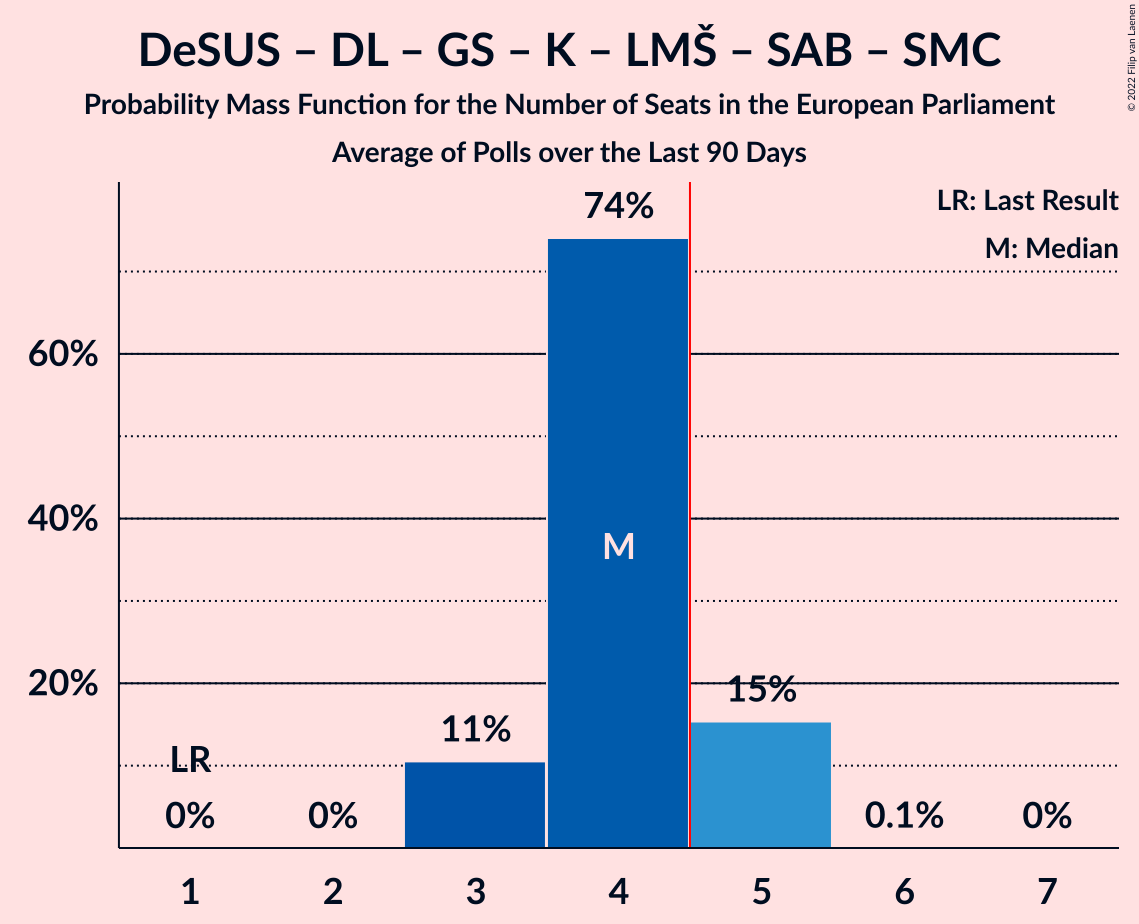 DeSUS – DL – GS – K – LMŠ – SAB – SMC
Probability Mass Function for the Number of Seats in the European Parliament
Average of Polls over the Last 90 Days
© 2022 Filip van Laenen
LR: Last Result
M: Median
74%
60%
40%
M
20%
15%
11%
LR
0%
0%
0.1%
0%
1
2
3
4
5
6
7